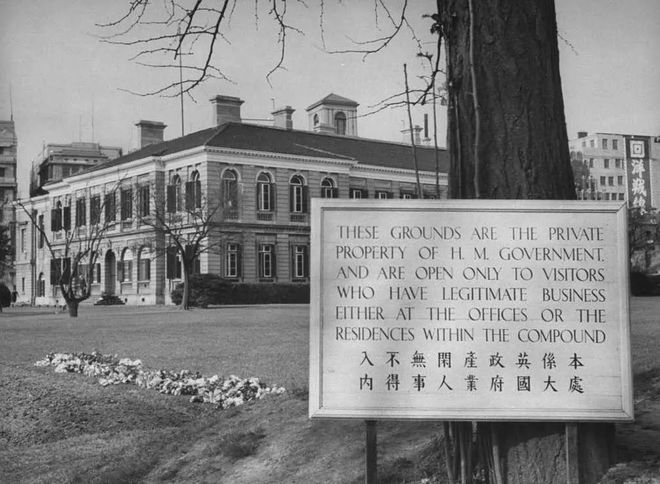 THESE GROUNDS ARE THE PRIVATE
PROPERTY OF H. M. GOVERNMENT.
AND ARE OPEN ONLY TO VISITORS
WHO HAVE LEGITIMATE BUSINESS
EITHER AT THE OFFICES OR THE
RESIDENCES WITHIN THE COMPOUND
本處
係大
英國
政府
產業
閑人
無事
不得
入內